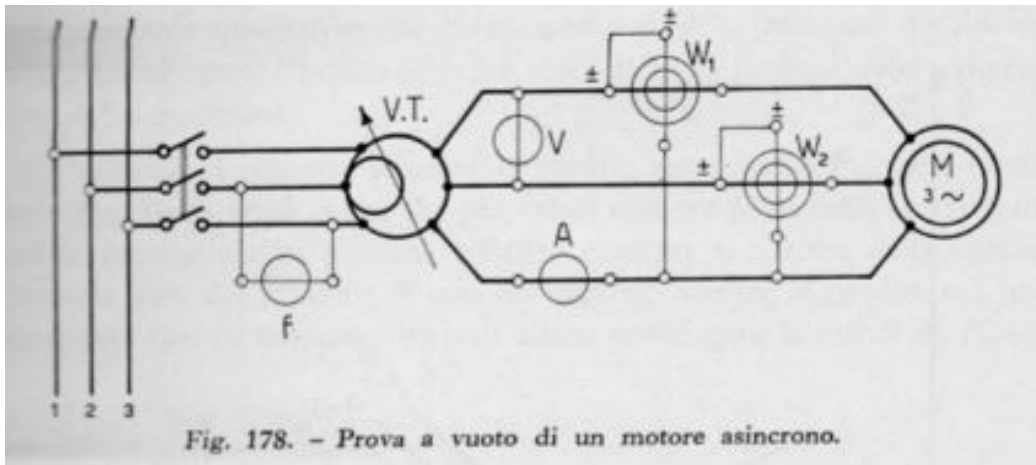 ±
W₁
V.T.
±
±
V
W₂
±
M
3 ~
A
f
1 2 3
Fig. 178. - Prova a vuoto di un motore asincrono.